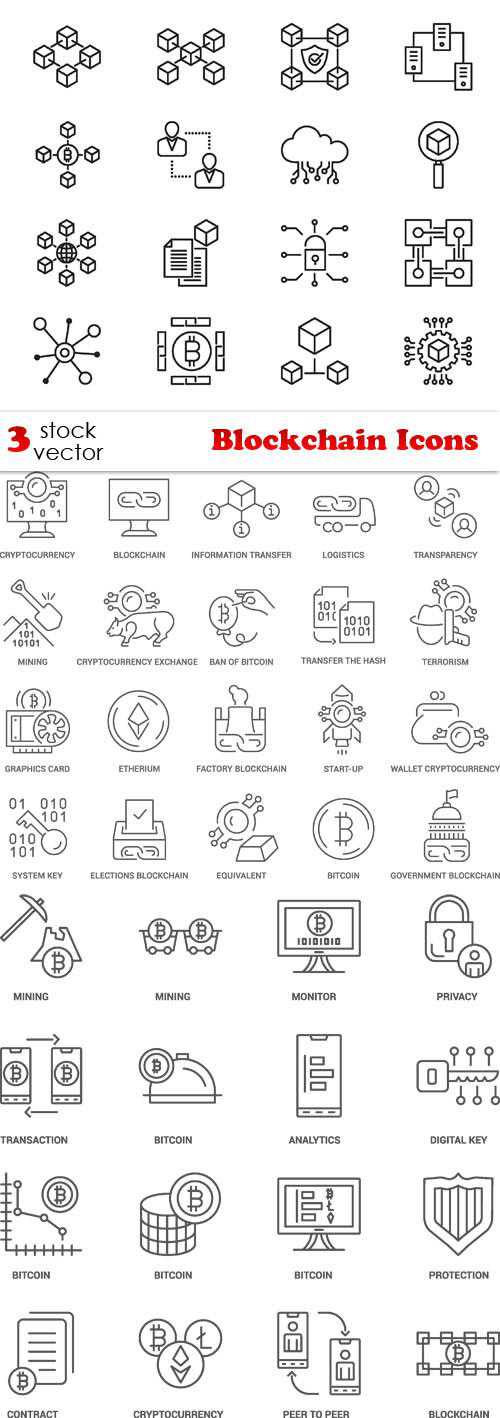 3 stock vector
Blockchain Icons
1 0 1 0 1
i i i
CRYPTOCURRENCY BLOCKCHAIN INFORMATION TRANSFER LOGISTICS TRANSPARENCY
101
10101
101
010
1010
0101
MINING CRYPTOCURRENCY EXCHANGE BAN OF BITCOIN TRANSFER THE HASH TERRORISM
GRAPHICS CARD ETHERIUM FACTORY BLOCKCHAIN START-UP WALLET CRYPTOCURRENCY
01 010
101
010
101
SYSTEM KEY ELECTIONS BLOCKCHAIN EQUIVALENT BITCOIN GOVERNMENT BLOCKCHAIN
01010101
MINING MINING MONITOR PRIVACY
TRANSACTION BITCOIN ANALYTICS DIGITAL KEY
BITCOIN BITCOIN BITCOIN PROTECTION
CONTRACT CRYPTOCURRENCY PEER TO PEER BLOCKCHAIN